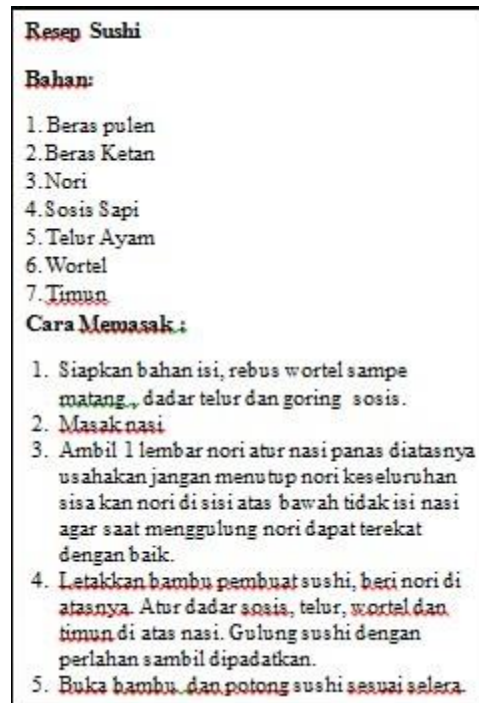 Resep Sushi
Bahan:
1. Beras pulen
2. Beras Ketan
3. Nori
4. Sosis Sapi
5. Telur Ayam
6. Wortel
7. Timun
Cara Memasak :
1. Siapkan bahan isi, rebus wortel sampe
matang , dadar telur dan goring sosis.
2. Masak nasi
3. Ambil 1 lembar nori atur nasi panas diatasnya
usahakan jangan menutup nori keseluruhan
sisa kan nori di sisi atas bawah tidak isi nasi
agar saat menggulung nori dapat terekat
dengan baik.
4. Letakkan bambu pembuat sushi, beri nori di
atasnya. Atur dadar sosis, telur, wortel dan
timun di atas nasi. Gulung sushi dengan
perlahan sambil dipadatkan.
5. Buka bambu dan potong sushi sesuai selera.